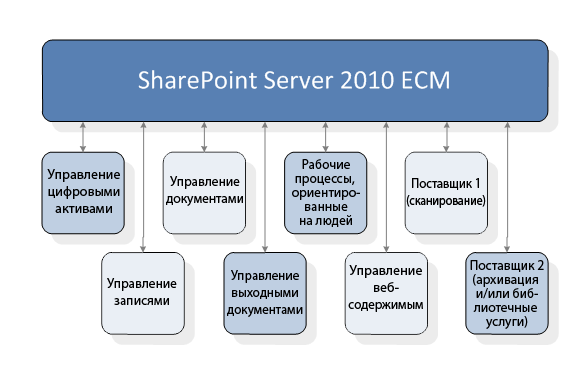 SharePoint Server 2010 ECM
Управление
цифровыми
активами
Управление
документами
Рабочие
процессы,
ориентиро-
ванные
на людей
Поставщик 1
(сканирование)
Управление
записями
Управление
выходными
документами
Управление
веб-
содержимым
Поставщик 2
(архивация
и/или биб-
лиотечные
услуги)